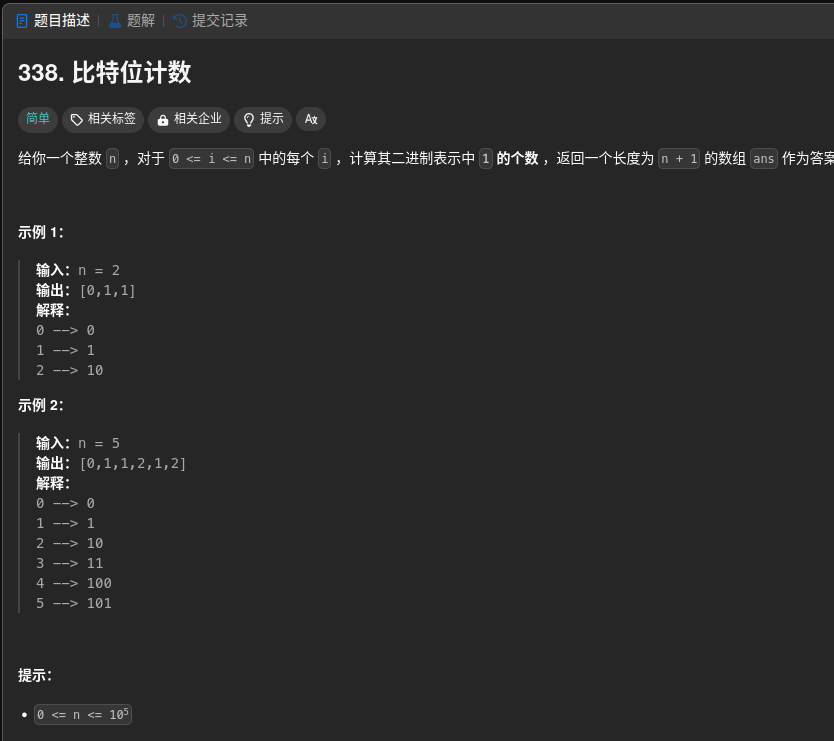 题目描述 | 题解 | 提交记录
338. 比特位计数
简单 相关标签 相关企业 提示
给你一个整数 n ，对于 0 <= i <= n 中的每个 i ，计算其二进制表示中 1 的个数 ，返回一个长度为 n + 1 的数组 ans 作为答案
示例 1：
输入：n = 2
输出：[0,1,1]
解释：
0 --> 0
1 --> 1
2 --> 10
示例 2：
输入：n = 5
输出：[0,1,1,2,1,2]
解释：
0 --> 0
1 --> 1
2 --> 10
3 --> 11
4 --> 100
5 --> 101
提示：
• 0 <= n <= 10⁵